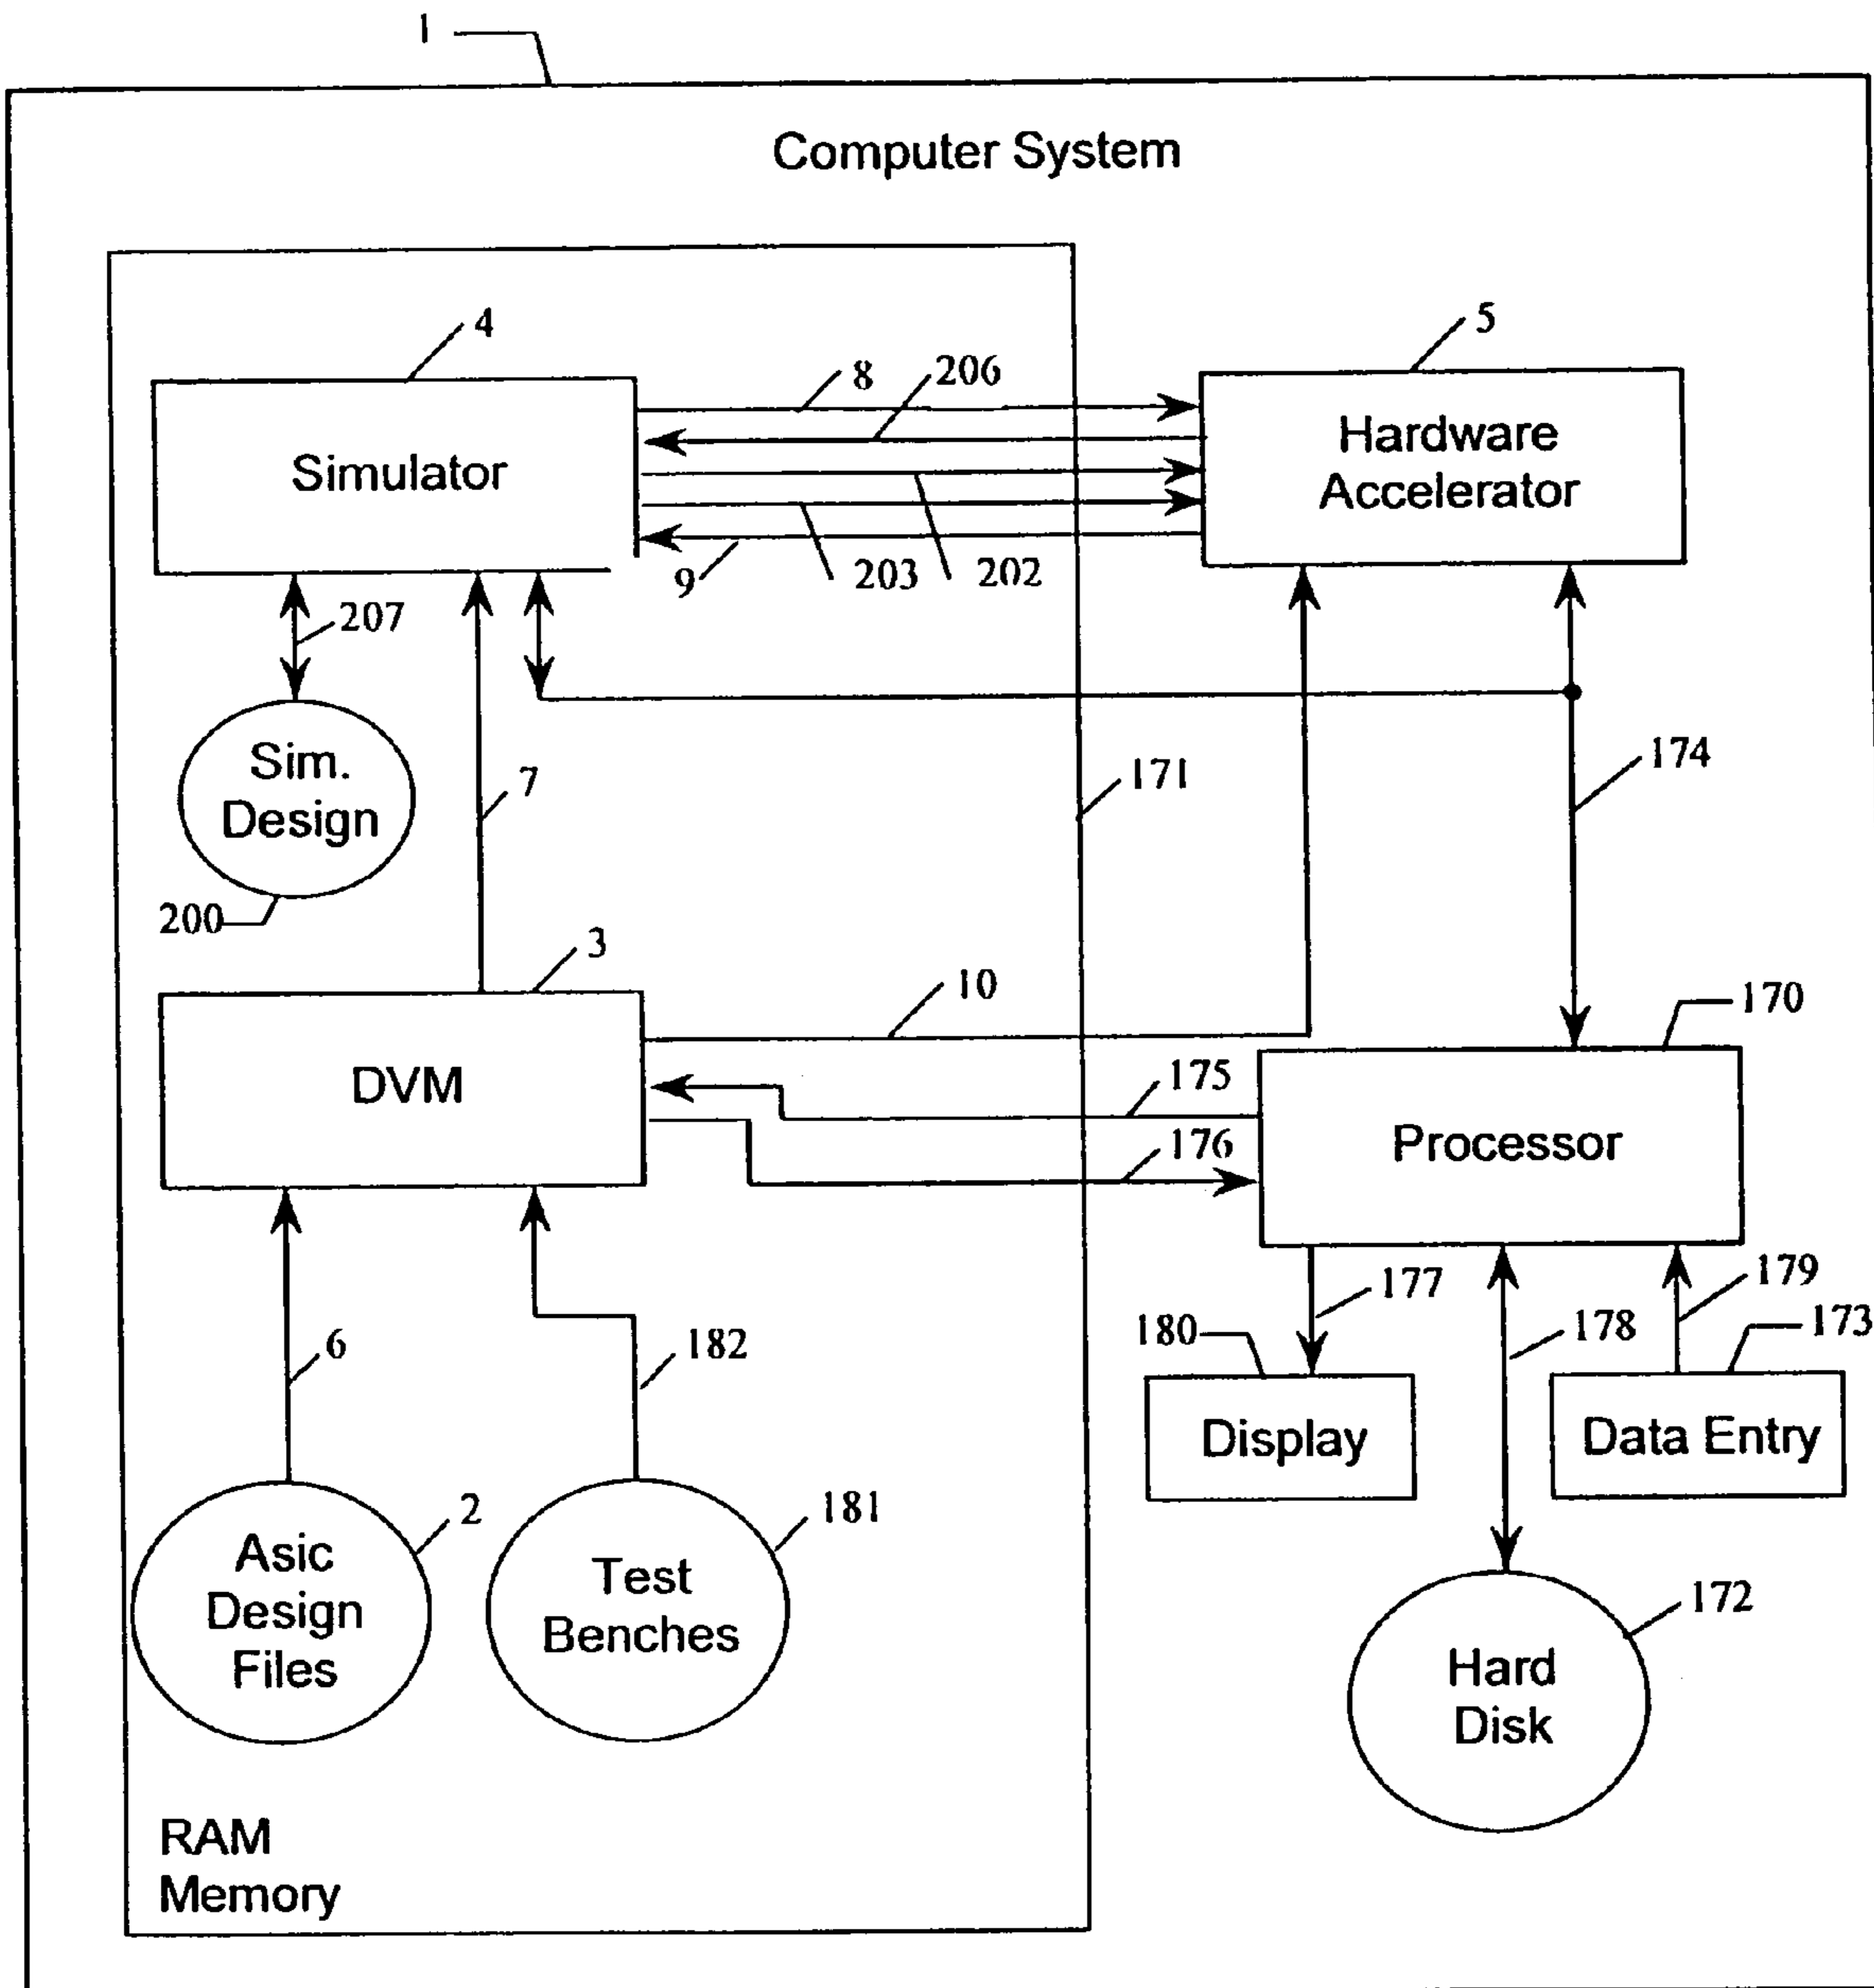 1
Computer System
4
5
8
206
Simulator
Hardware
Accelerator
9
203
202
207
Sim.
Design
7
171
174
200
3
10
170
DVM
175
Processor
176
177
179
6
182
180
178
173
Display
Data Entry
2
181
Asic
Design
Files
Test
Benches
172
Hard
Disk
RAM
Memory